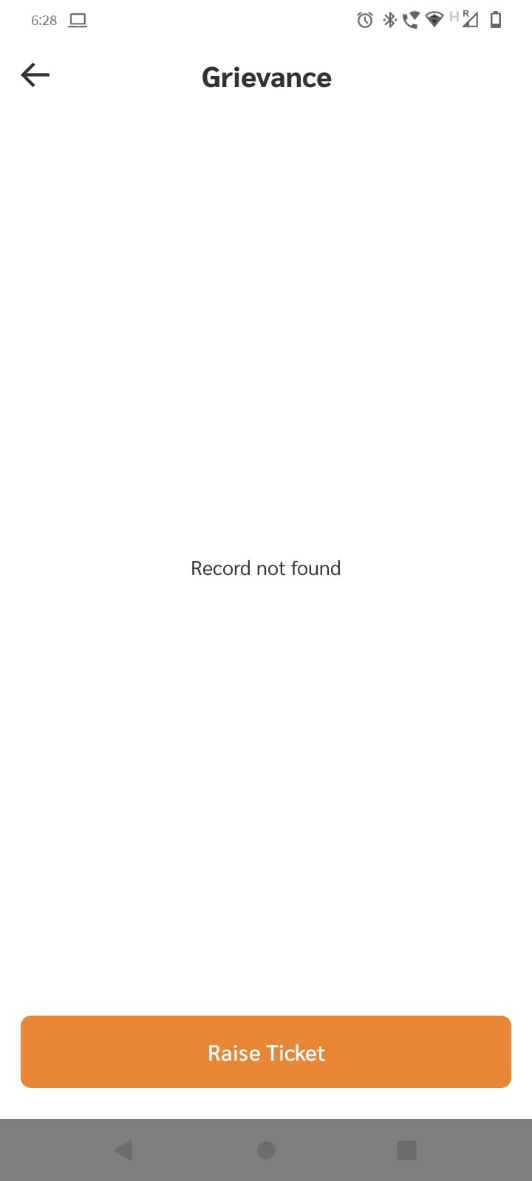 6:28
H R
Grievance
Record not found
Raise Ticket